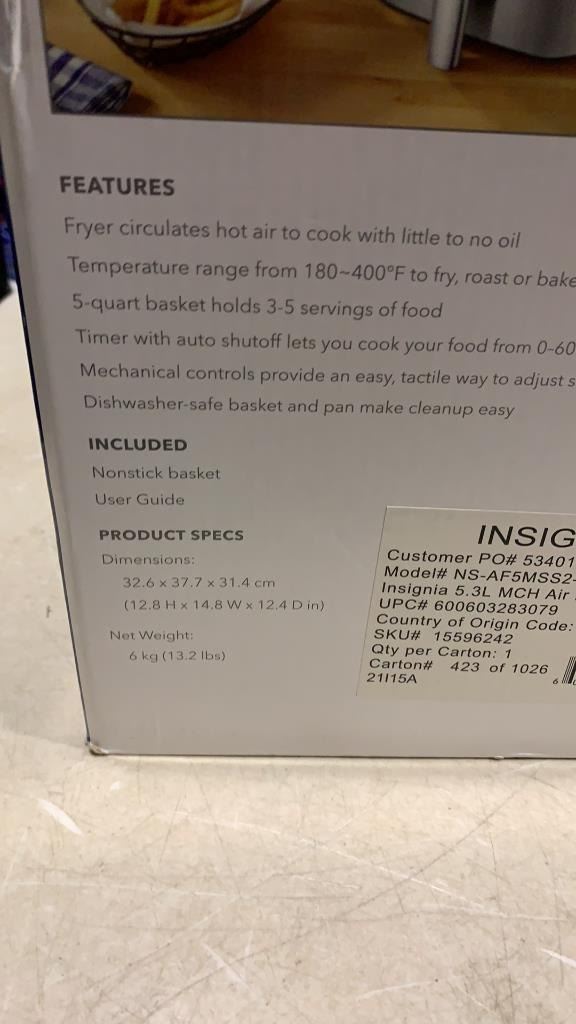 FEATURES
Fryer circulates hot air to cook with little to no oil
Temperature range from 180~400°F to fry, roast or bake
5-quart basket holds 3-5 servings of food
Timer with auto shutoff lets you cook your food from 0-60
Mechanical controls provide an easy, tactile way to adjust s
Dishwasher-safe basket and pan make cleanup easy
INCLUDED
Nonstick basket
User Guide
PRODUCT SPECS
Dimensions:
32.6 x 37.7 x 31.4 cm
(12.8 H x 14.8 W x 12.4 D in)
Net Weight:
6 kg (13.2 lbs)
INSIG
Customer PO# 53401
Model# NS-AF5MSS2-
Insignia 5.3L MCH Air
UPC# 600603283079
Country of Origin Code:
SKU# 15596242
Qty per Carton: 1
Carton# 423 of 1026
21I15A
6